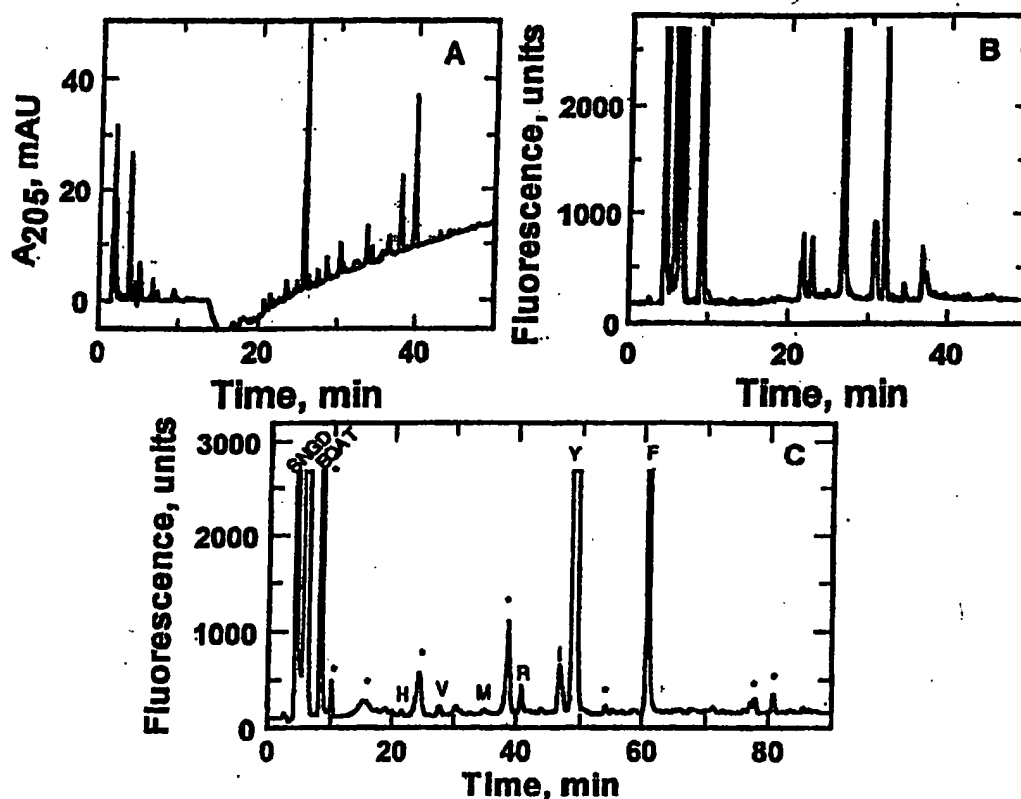 A
A205, mAU
40
20
0
0 20 40
Time, min
B
Fluorescence, units
2000
1000
0
0 20 40
Time, min
C
Fluorescence, units
3000
2000
1000
0
SNGD
EQAT
*
* * H * V M * R I Y * F * *
0 20 40 60 80
Time, min